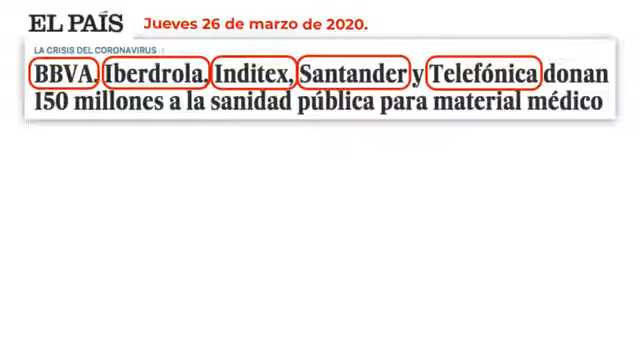 EL PAÍS Jueves 26 de marzo de 2020.
LA CRISIS DEL CORONAVIRUS
BBVA, Iberdrola, Inditex, Santander y Telefónica donan
150 millones a la sanidad pública para material médico